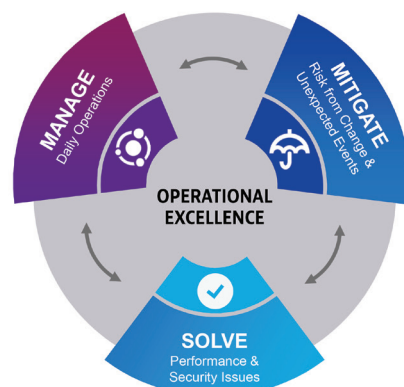 MANAGE
Daily Operations
MITIGATE
Risk from Change &
Unexpected Events
OPERATIONAL
EXCELLENCE
SOLVE
Performance &
Security Issues